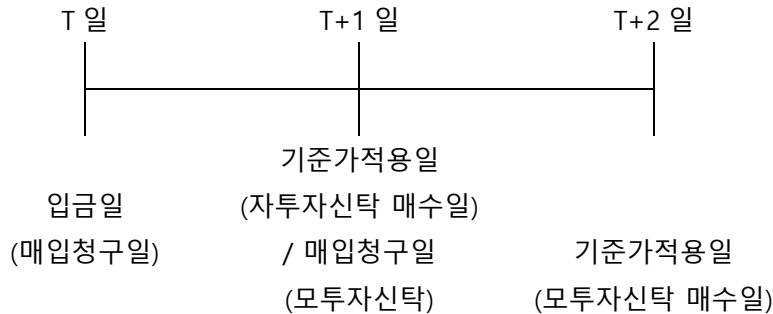 T 일
T+1 일
T+2 일
입금일
(매입청구일)
기준가적용일
(자투자신탁 매수일)
/ 매입청구일
(모투자신탁)
기준가적용일
(모투자신탁 매수일)